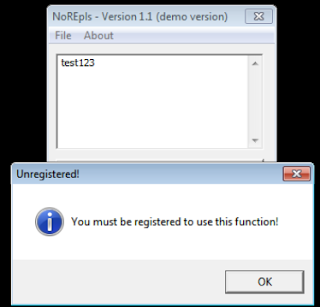 NoREpls - Version 1.1 (demo version)
File About
test123
Unregistered!
You must be registered to use this function!
OK